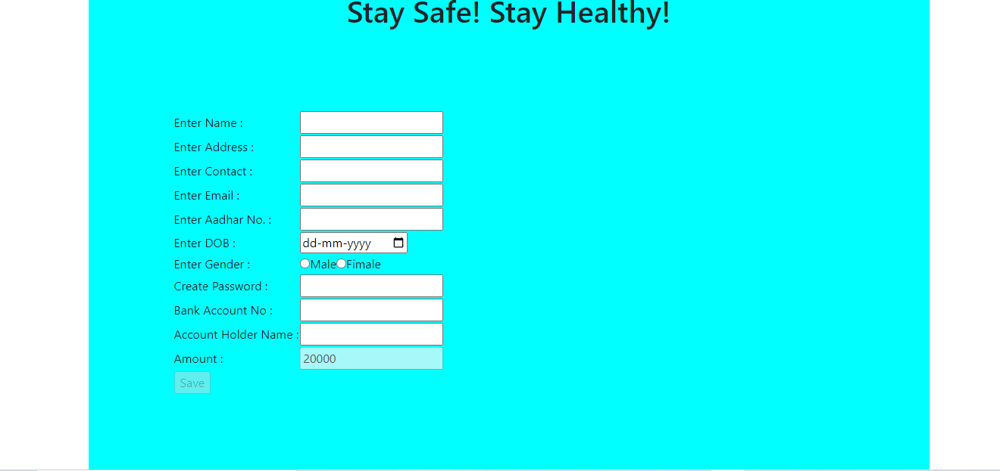 Stay Safe! Stay Healthy!
Enter Name :
Enter Address :
Enter Contact :
Enter Email :
Enter Aadhar No. :
Enter DOB : dd-mm-yyyy
Enter Gender : Male Fimale
Create Password :
Bank Account No :
Account Holder Name :
Amount : 20000
Save